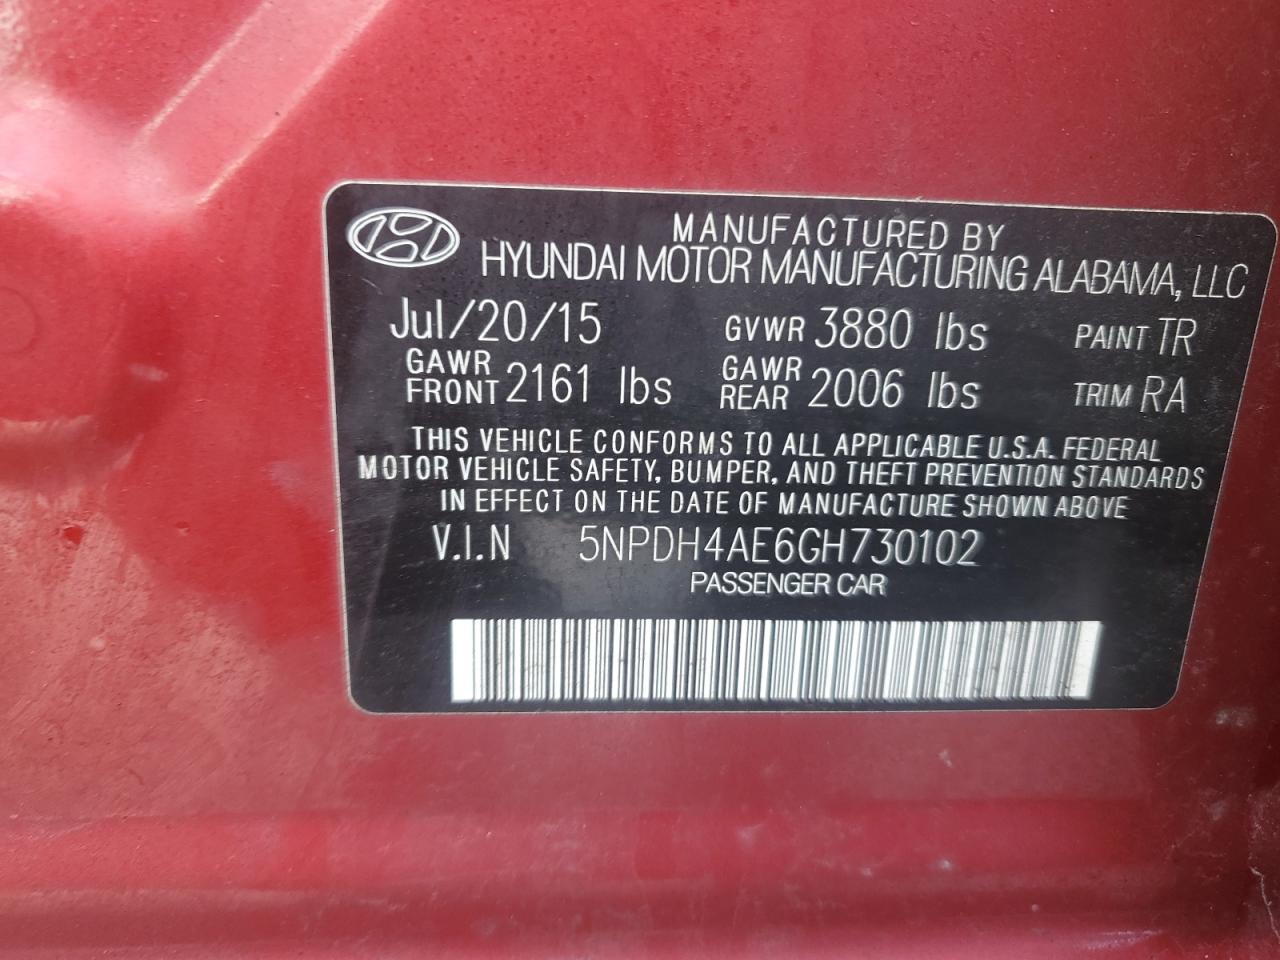 MANUFACTURED BY
HYUNDAI MOTOR MANUFACTURING ALABAMA, LLC
Jul/20/15 GVWR 3880 lbs PAINT TR
GAWR FRONT 2161 lbs GAWR REAR 2006 lbs TRIM RA
THIS VEHICLE CONFORMS TO ALL APPLICABLE U.S.A. FEDERAL
MOTOR VEHICLE SAFETY, BUMPER, AND THEFT PREVENTION STANDARDS
IN EFFECT ON THE DATE OF MANUFACTURE SHOWN ABOVE
V.I.N 5NPDH4AE6GH730102
PASSENGER CAR